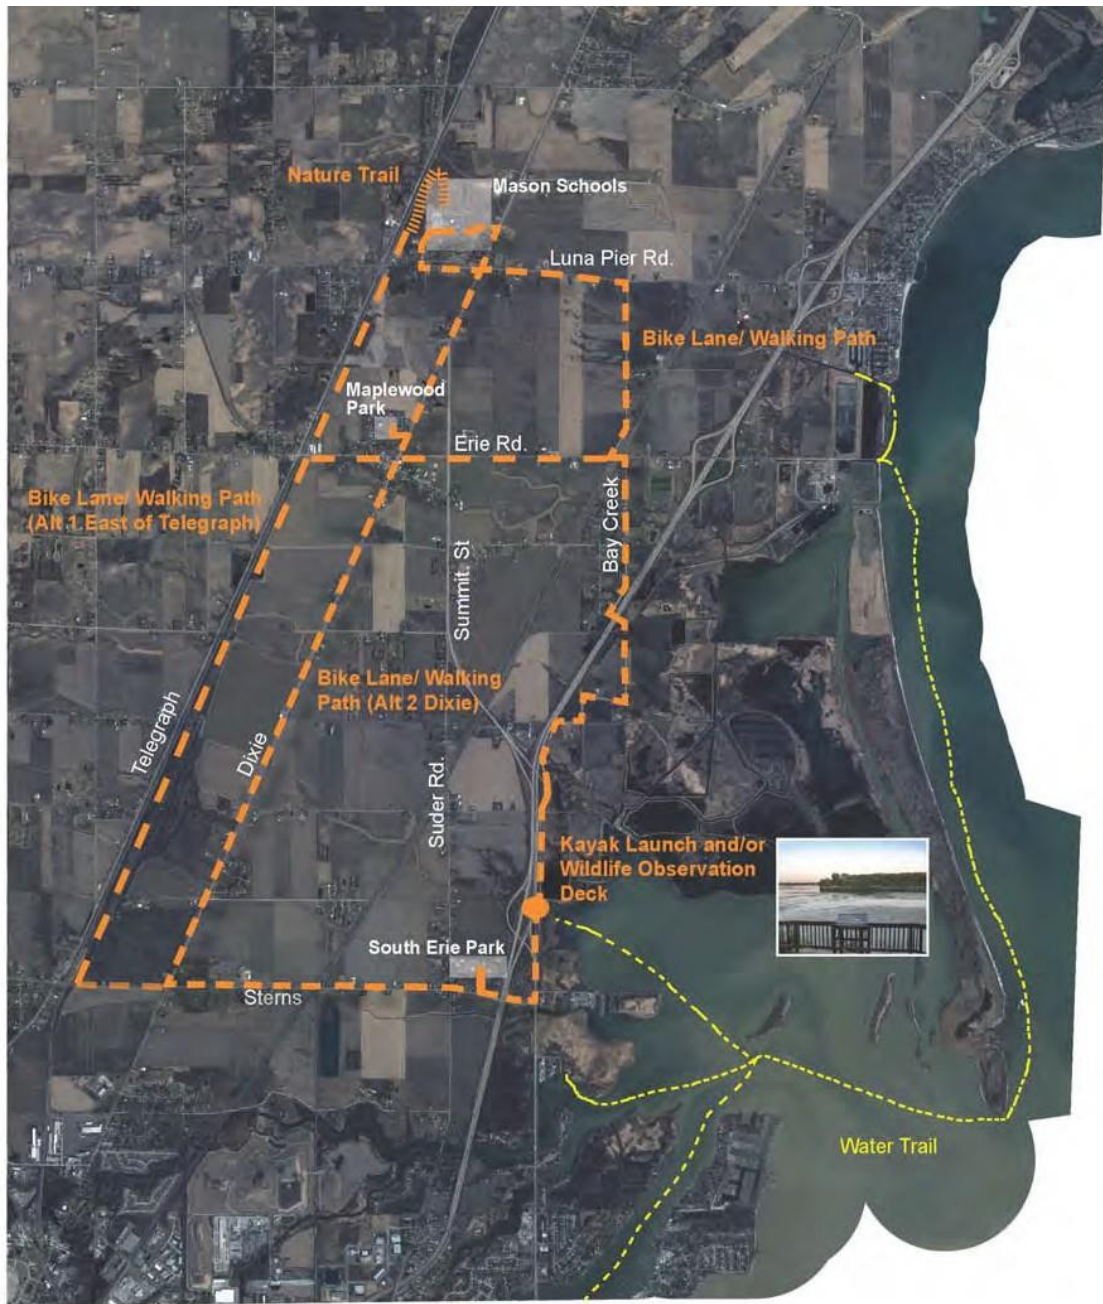 Nature Trail
Mason Schools
Luna Pier Rd.
Bike Lane/ Walking Path
Maplewood
Park
Erie Rd.
Bike Lane/ Walking Path
(Alt 1 East of Telegraph)
Bay Creek
Summit. St
Bike Lane/ Walking
Path (Alt 2 Dixie)
Telegraph
Dixie
Suder Rd.
Kayak Launch and/or
Wildlife Observation
Deck
South Erie Park
Sterns
Water Trail